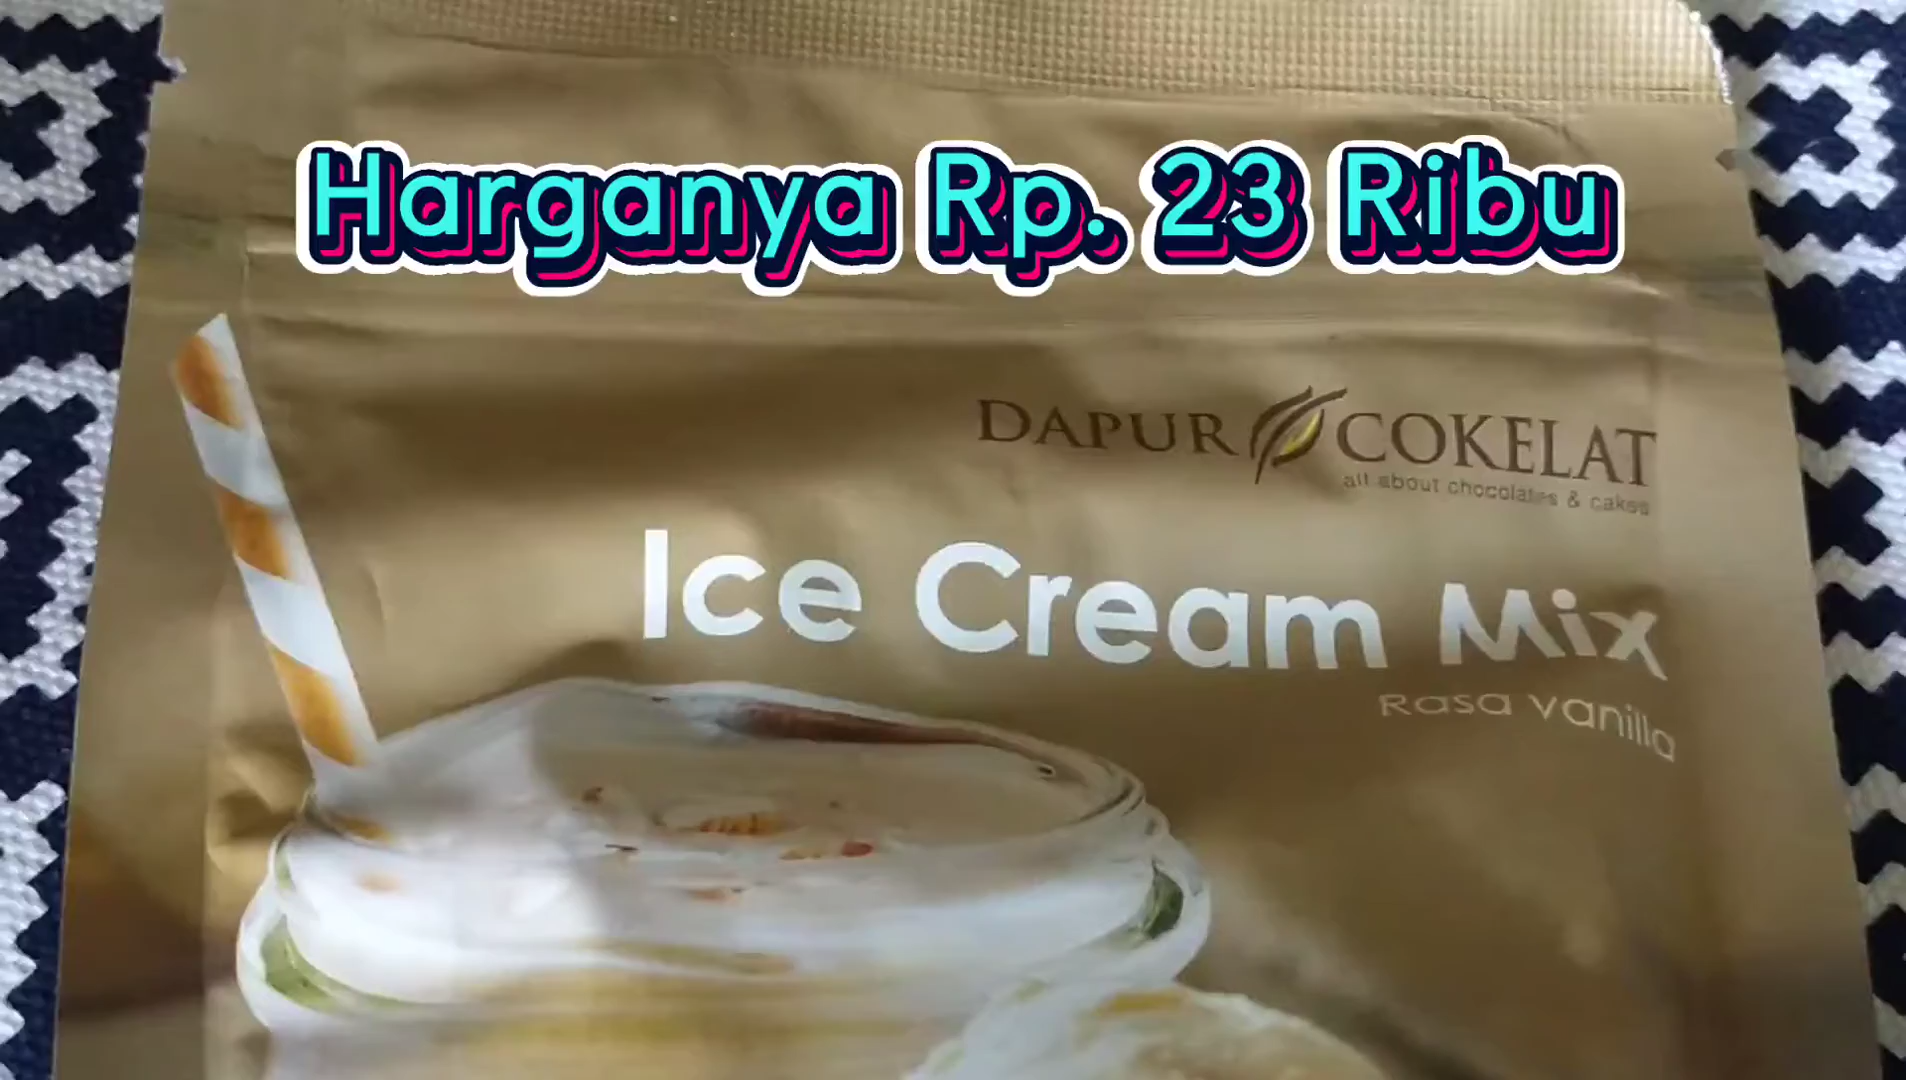 Harganya Rp. 23 Ribu
DAPUR COKELAT
all about chocolates & cakes
Ice Cream Mix
Rasa vanilla